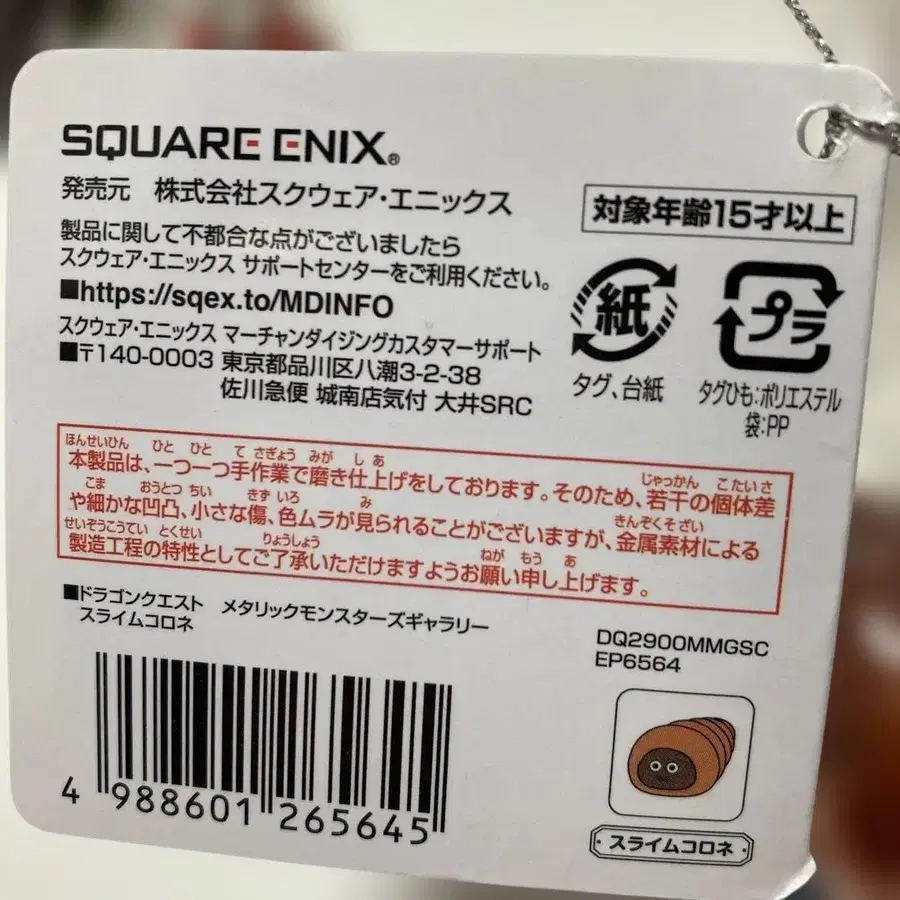 SQUARE ENIX®
発売元 株式会社スクウェア・エニックス
対象年齢15才以上
製品に関して不都合な点がございましたら
スクウェア・エニックス サポートセンターをご利用ください。
■https://sqex.to/MDINFO
スクウェア・エニックス マーチャンダイジングカスタマーサポート
■〒140-0003 東京都品川区八潮3-2-38
佐川急便 城南店気付 大井SRC
紙
タグ、台紙
プラ
タグひも:ポリエステル
袋:PP
ほんせいひん ひと ひと て さぎょう みが し あ
本製品は、一つ一つ手作業で磨き仕上げをしております。そのため、若干の個体差
じゃっかん こたいさ
こま おうとつ ちい きず いろ み
や細かな凹凸、小さな傷、色ムラが見られることがございますが、金属素材による
きんぞくそざい
せいぞうこうてい とくせい りょうしょう ねが もう あ
製造工程の特性としてご了承いただけますようお願い申し上げます。
■ドラゴンクエスト メタリックモンスターズギャラリー
スライムコロネ
DQ2900MMGSC
EP6564
4 988601 265645
スライムコロネ